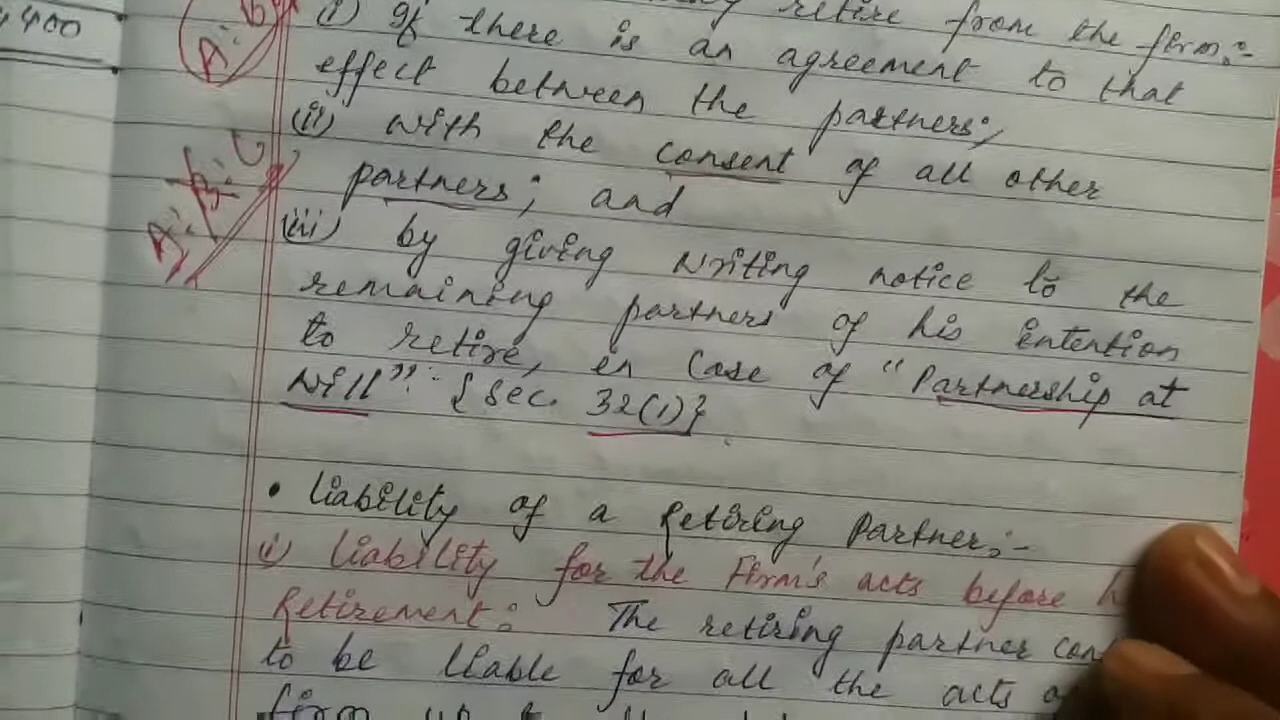 ,400
retire from the firm:-
(i) If there is an agreement to that
effect between the partners;
(ii) with the consent of all other
partners; and
(iii) by giving writing notice to the
remaining partners of his intention
to retire, in case of "Partnership at
will". {sec. 32(1)}
• Liability of a Retiring Partner:-
(i) Liability for the Firm's acts before h
Retirement: The retiring partner con
to be liable for all the acts o
firm